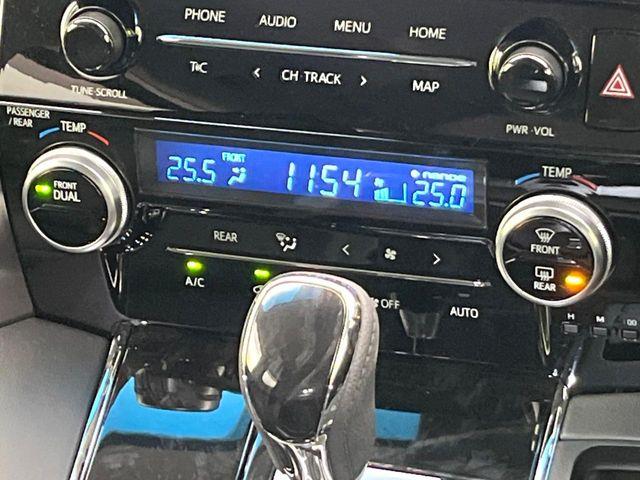 PHONE AUDIO MENU HOME
TUNE·SCROLL
T&C < CH·TRACK > MAP
PWR·VOL
PASSENGER
/REAR
TEMP
FRONT
DUAL
25.5 FRONT 11:54 nanoe 25.0
TEMP
FRONT
REAR
REAR < >
A/C OFF AUTO
H M :00